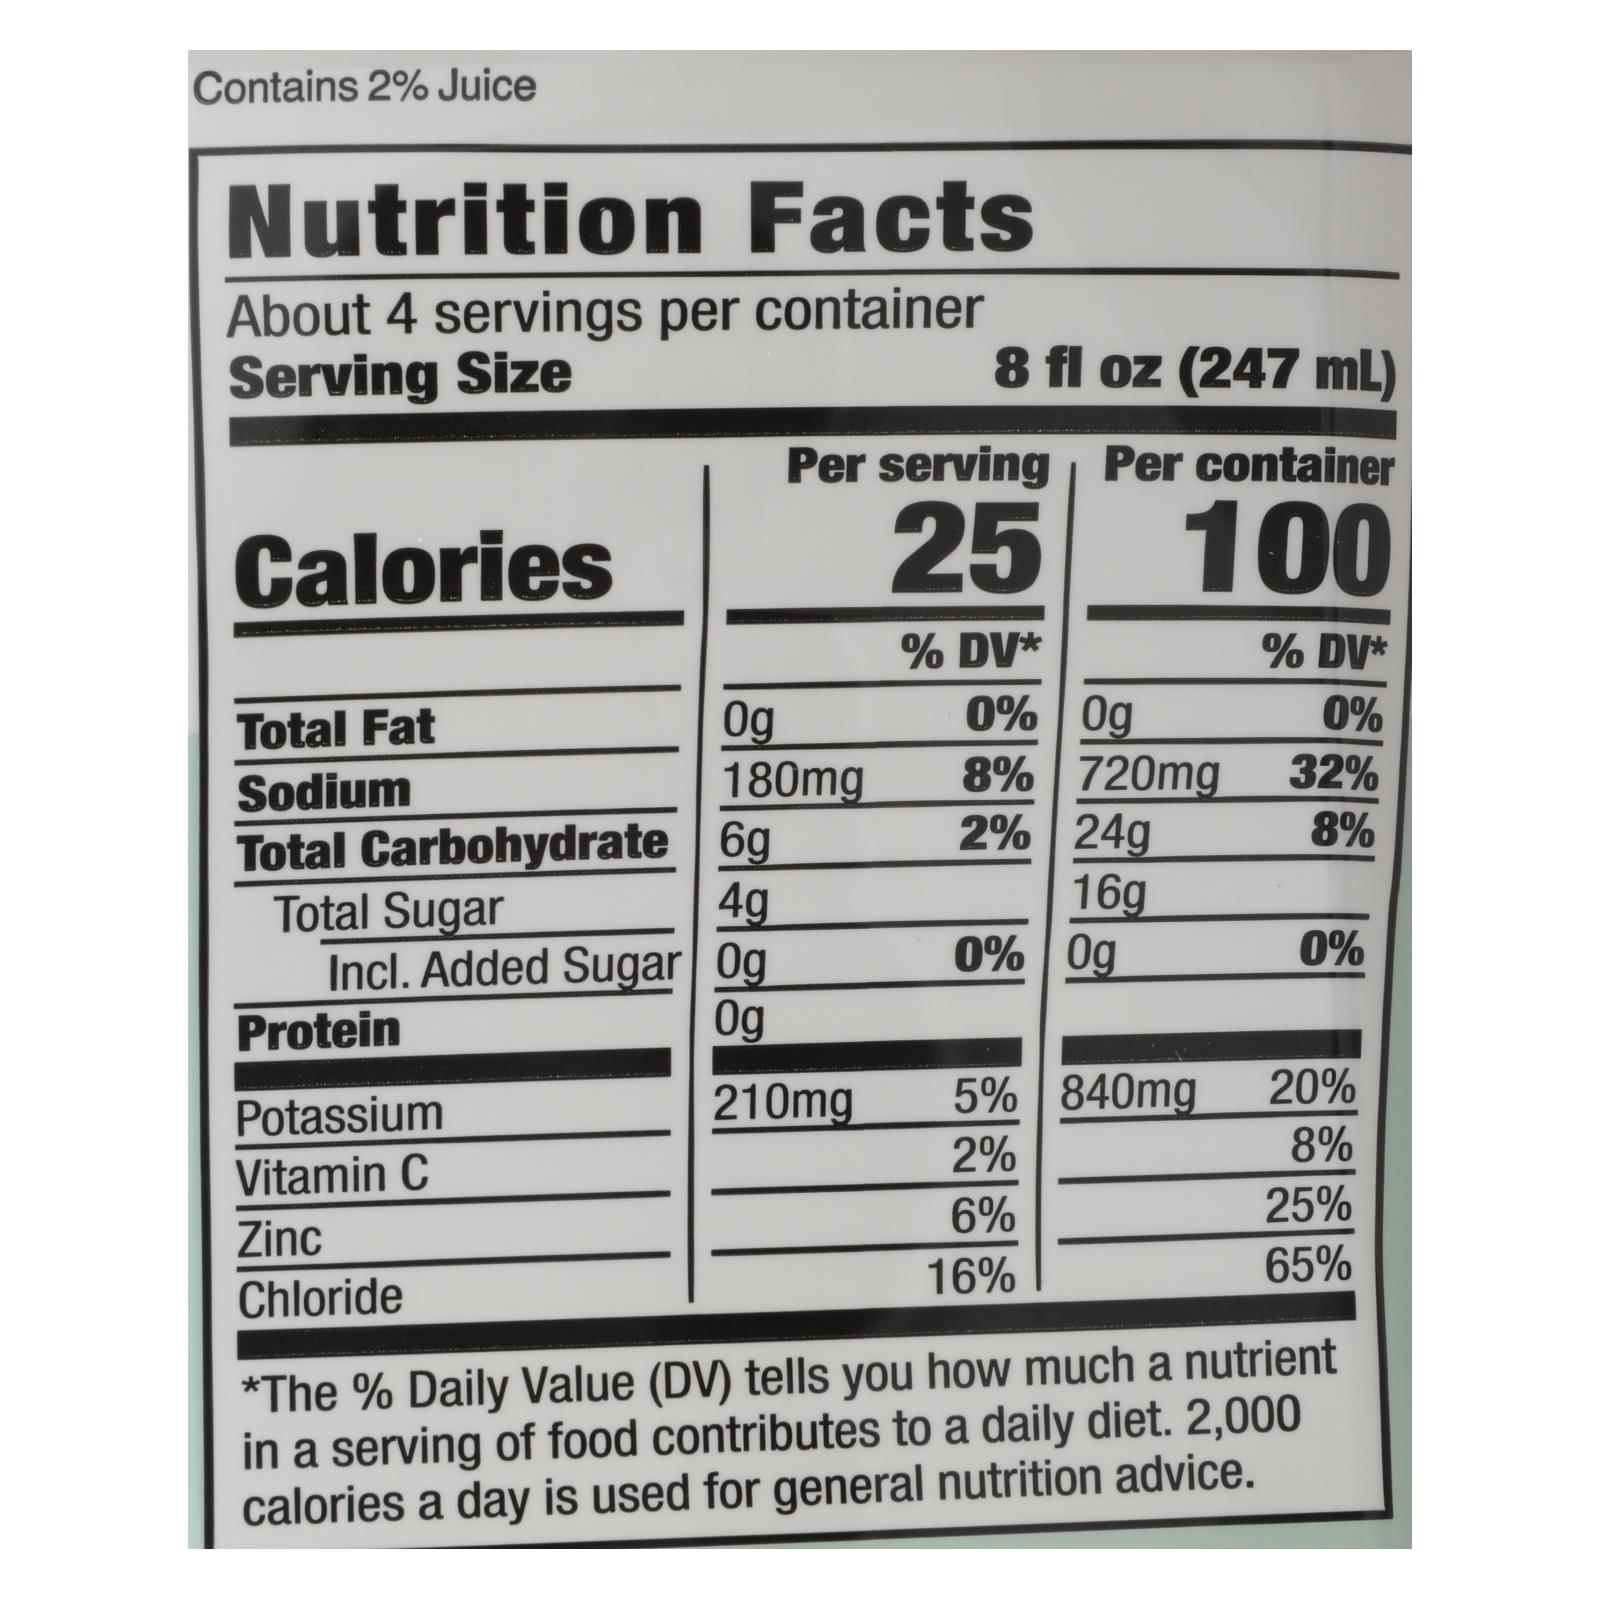 Contains 2% Juice
Nutrition Facts
About 4 servings per container
Serving Size 8 fl oz (247 mL)
Per serving Per container
Calories 25 100
% DV* % DV*
Total Fat 0g 0% 0g 0%
Sodium 180mg 8% 720mg 32%
Total Carbohydrate 6g 2% 24g 8%
Total Sugar 4g 16g
Incl. Added Sugar 0g 0% 0g 0%
Protein 0g
Potassium 210mg 5% 840mg 20%
Vitamin C 2% 8%
Zinc 6% 25%
Chloride 16% 65%
*The % Daily Value (DV) tells you how much a nutrient
in a serving of food contributes to a daily diet. 2,000
calories a day is used for general nutrition advice.